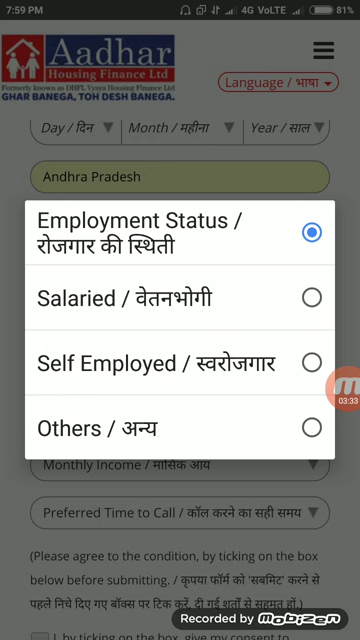 7:59 PM
4G VoLTE
81%
Aadhar
Housing Finance Ltd
Formerly known as DHFL Vysya Housing Finance Ltd
GHAR BANEGA, TOH DESH BANEGA.
Language / भाषा
Day / दिन
Month / महीना
Year / साल
Andhra Pradesh
Employment Status /
रोजगार की स्थिती
Salaried / वेतनभोगी
Self Employed / स्वरोजगार
Others / अन्य
03:33
Monthly Income / मासिक आय
Preferred Time to Call / कॉल करने का सही समय
(Please agree to the condition, by ticking on the box
below before submitting. / कृपया फॉर्म को 'सबमिट' करने से
पहले निचे दिए गए बॉक्स पर टिक करें, दी गई शर्तों से सहमत हों.)
I, by ticking on the box, give my consent to
Recorded by mobizen